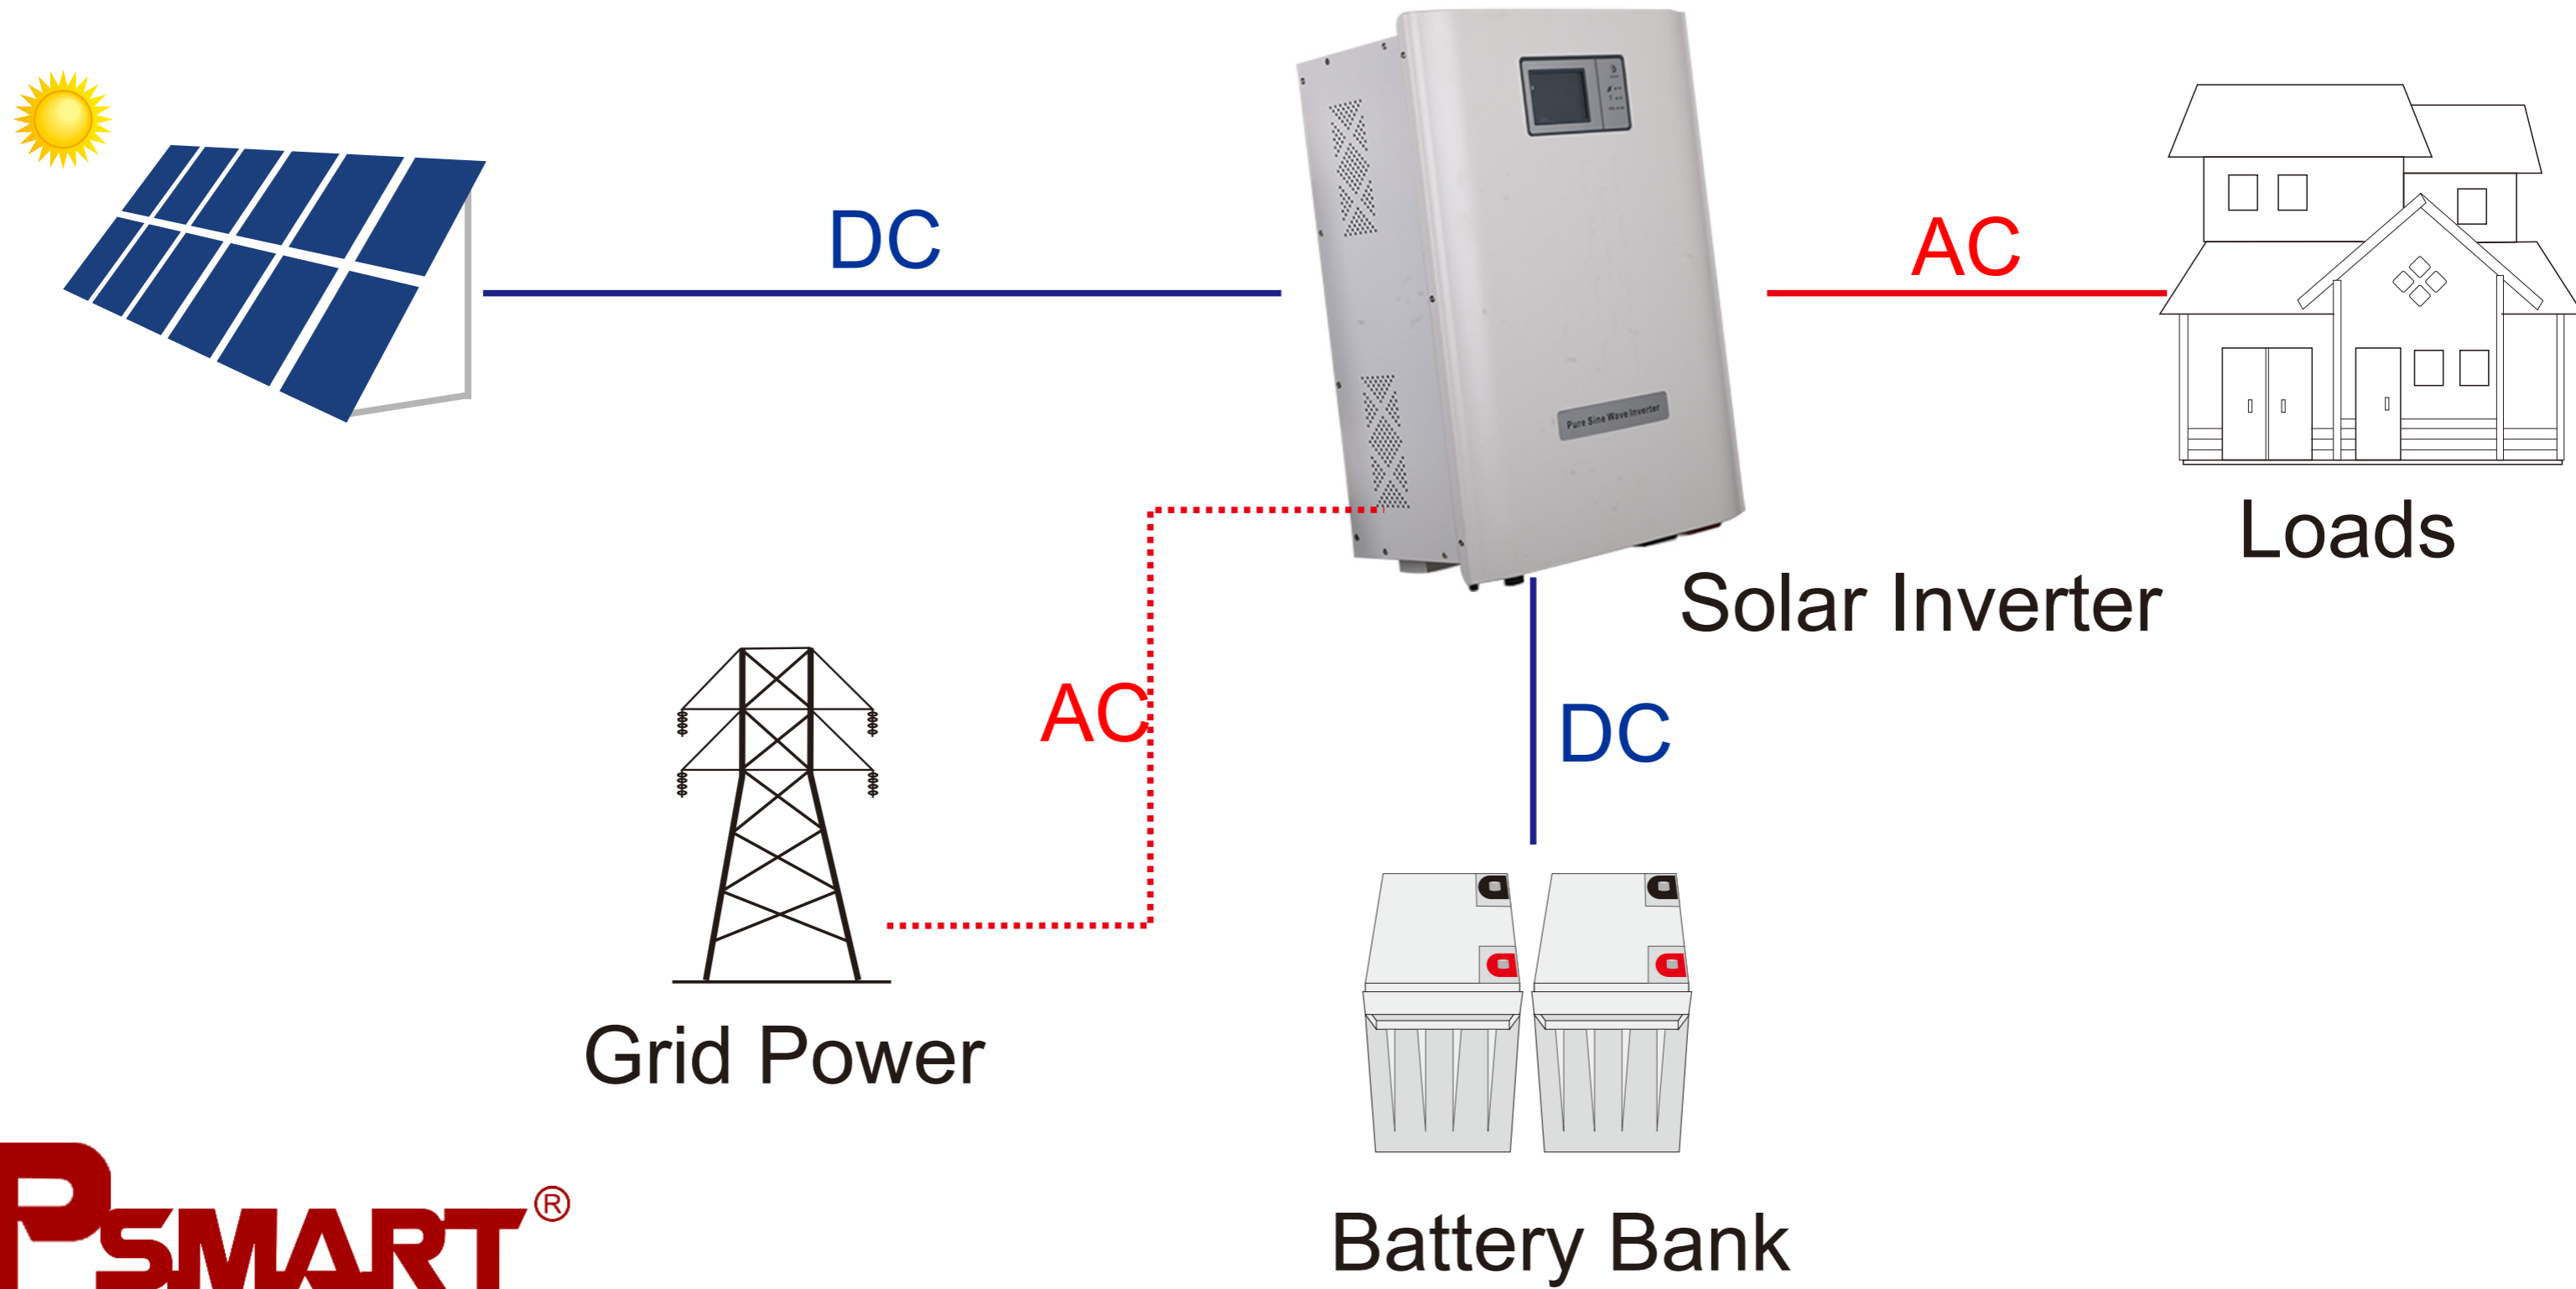 DC
AC
Pure Sine Wave Inverter
Loads
Solar Inverter
AC
DC
Grid Power
Battery Bank
PSMART®